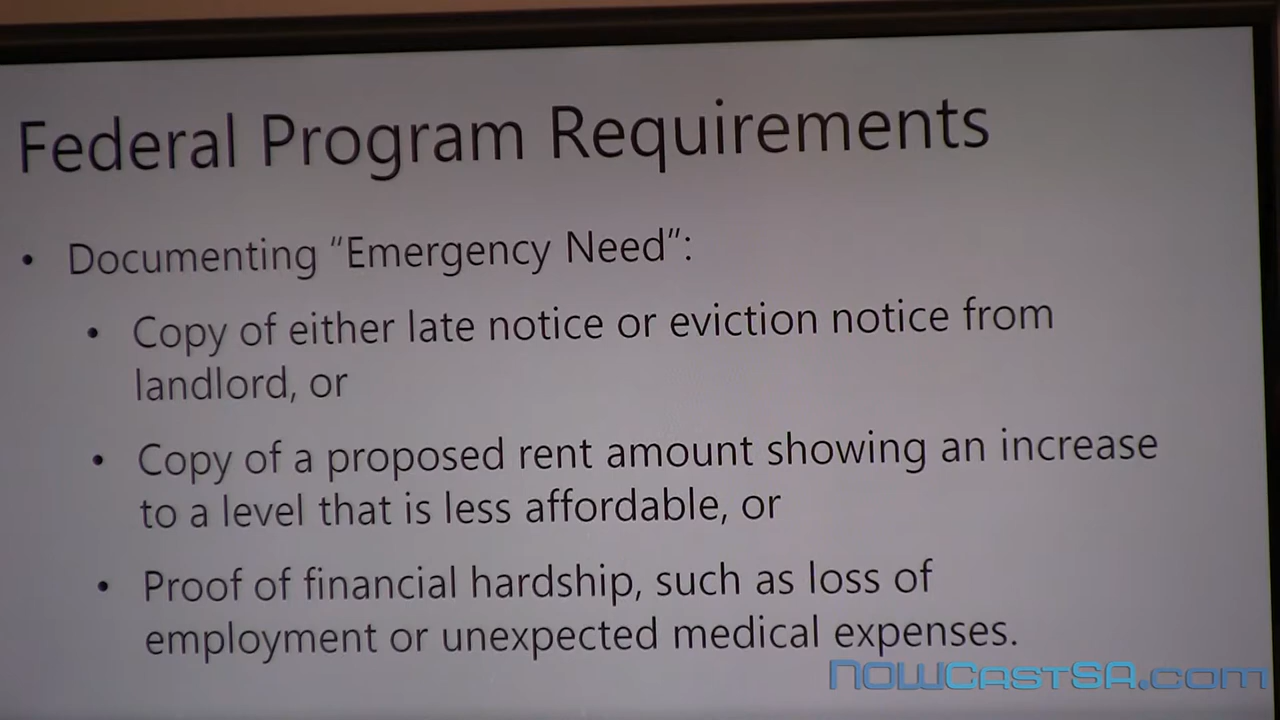 Federal Program Requirements
• Documenting “Emergency Need”:
• Copy of either late notice or eviction notice from
landlord, or
• Copy of a proposed rent amount showing an increase
to a level that is less affordable, or
• Proof of financial hardship, such as loss of
employment or unexpected medical expenses.
NOWCastSA.com